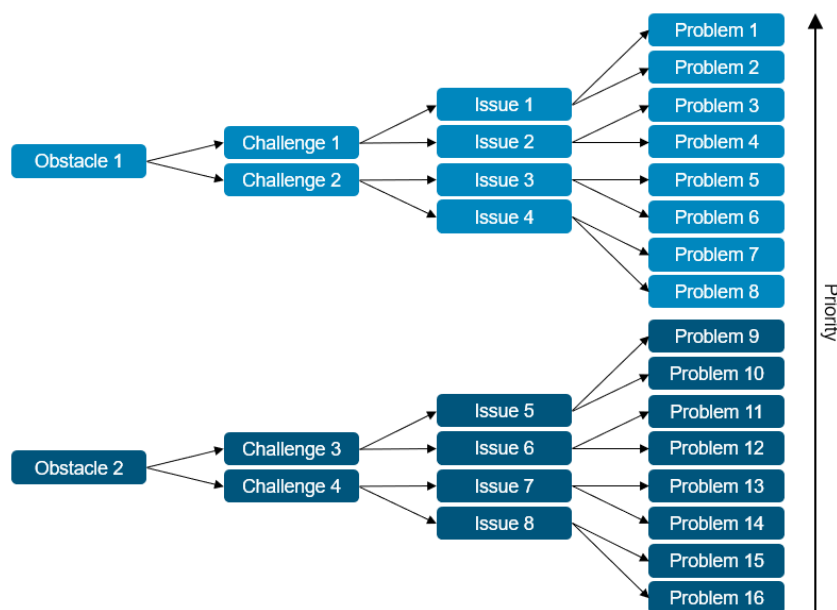 Problem 1
Problem 2
Issue 1
Problem 3
Challenge 1
Issue 2
Problem 4
Obstacle 1
Challenge 2
Issue 3
Problem 5
Issue 4
Problem 6
Problem 7
Problem 8
Priority
Problem 9
Problem 10
Issue 5
Problem 11
Challenge 3
Issue 6
Problem 12
Obstacle 2
Challenge 4
Issue 7
Problem 13
Issue 8
Problem 14
Problem 15
Problem 16